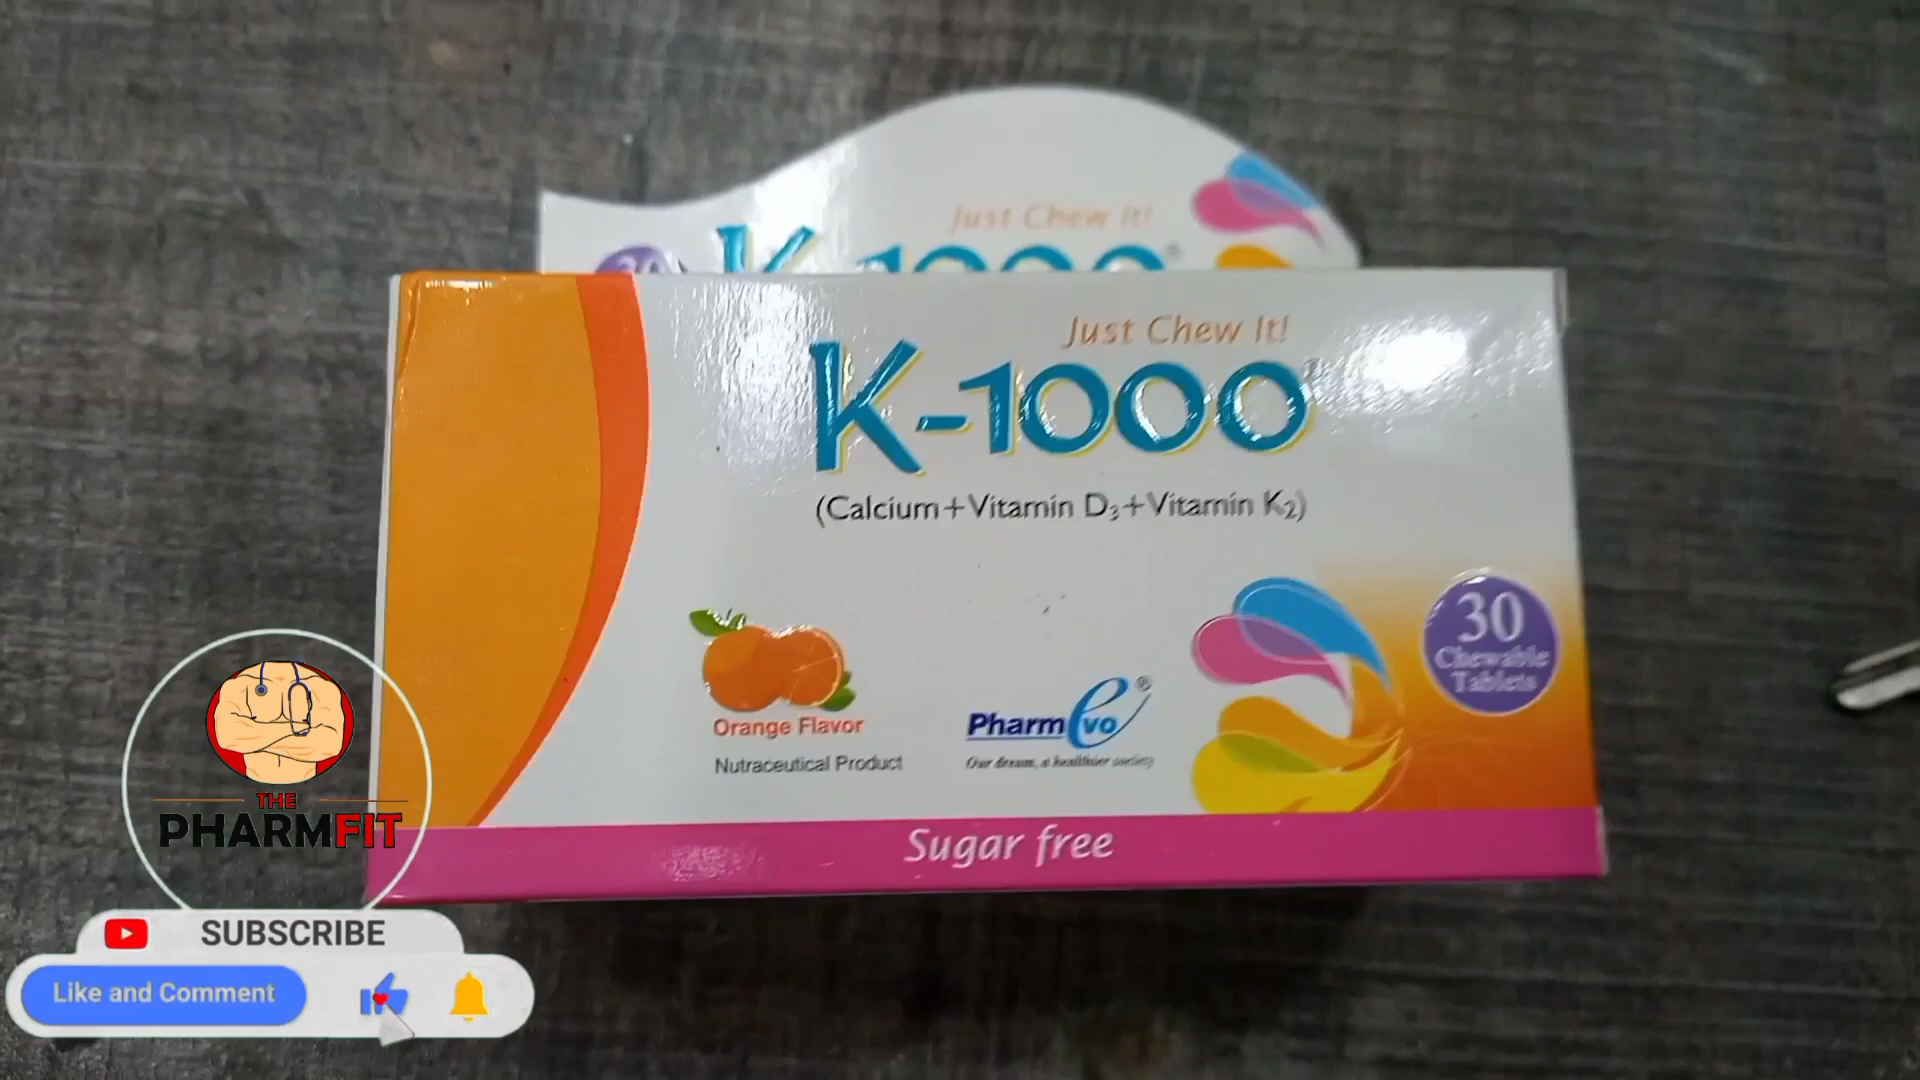 Just Chew It!
K-1000
Just Chew It!
K-1000
(Calcium+Vitamin D₃+Vitamin K₂)
30
Chewable
Tablets
Orange Flavor
Nutraceutical Product
Pharmevo®
Our dream, a healthier society
Sugar free
THE
PHARMFIT
SUBSCRIBE
Like and Comment